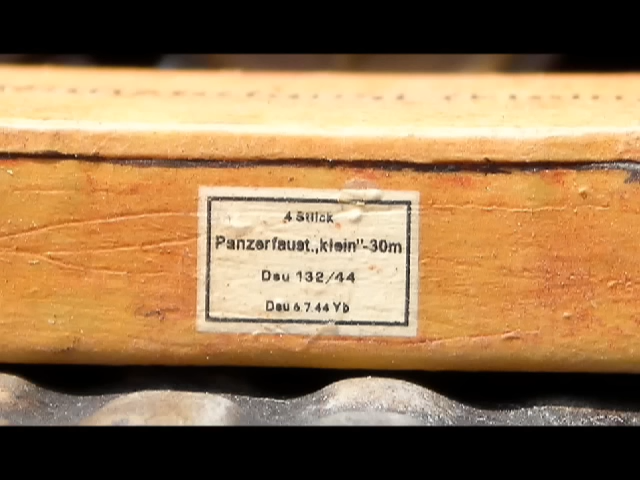 4 Stück
Panzerfaust „klein"-30m
Dsu 132/44
Dsu 6.7.44 Yb